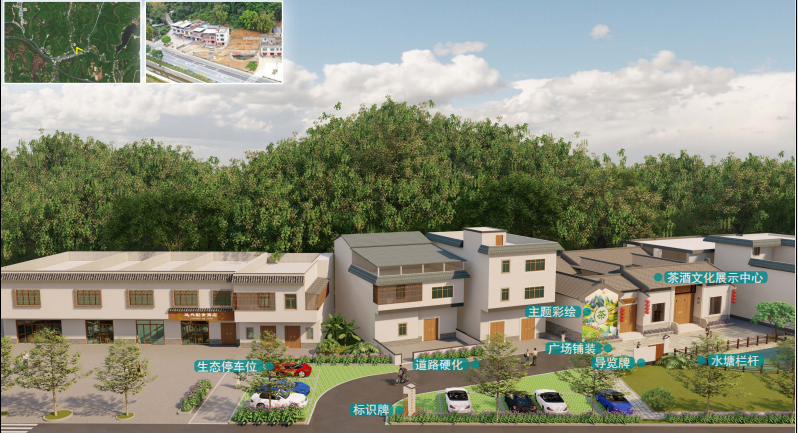 茶酒文化展示中心
主题彩绘
茶
广场铺装
导览牌
水塘栏杆
生态停车位
道路硬化
标识牌